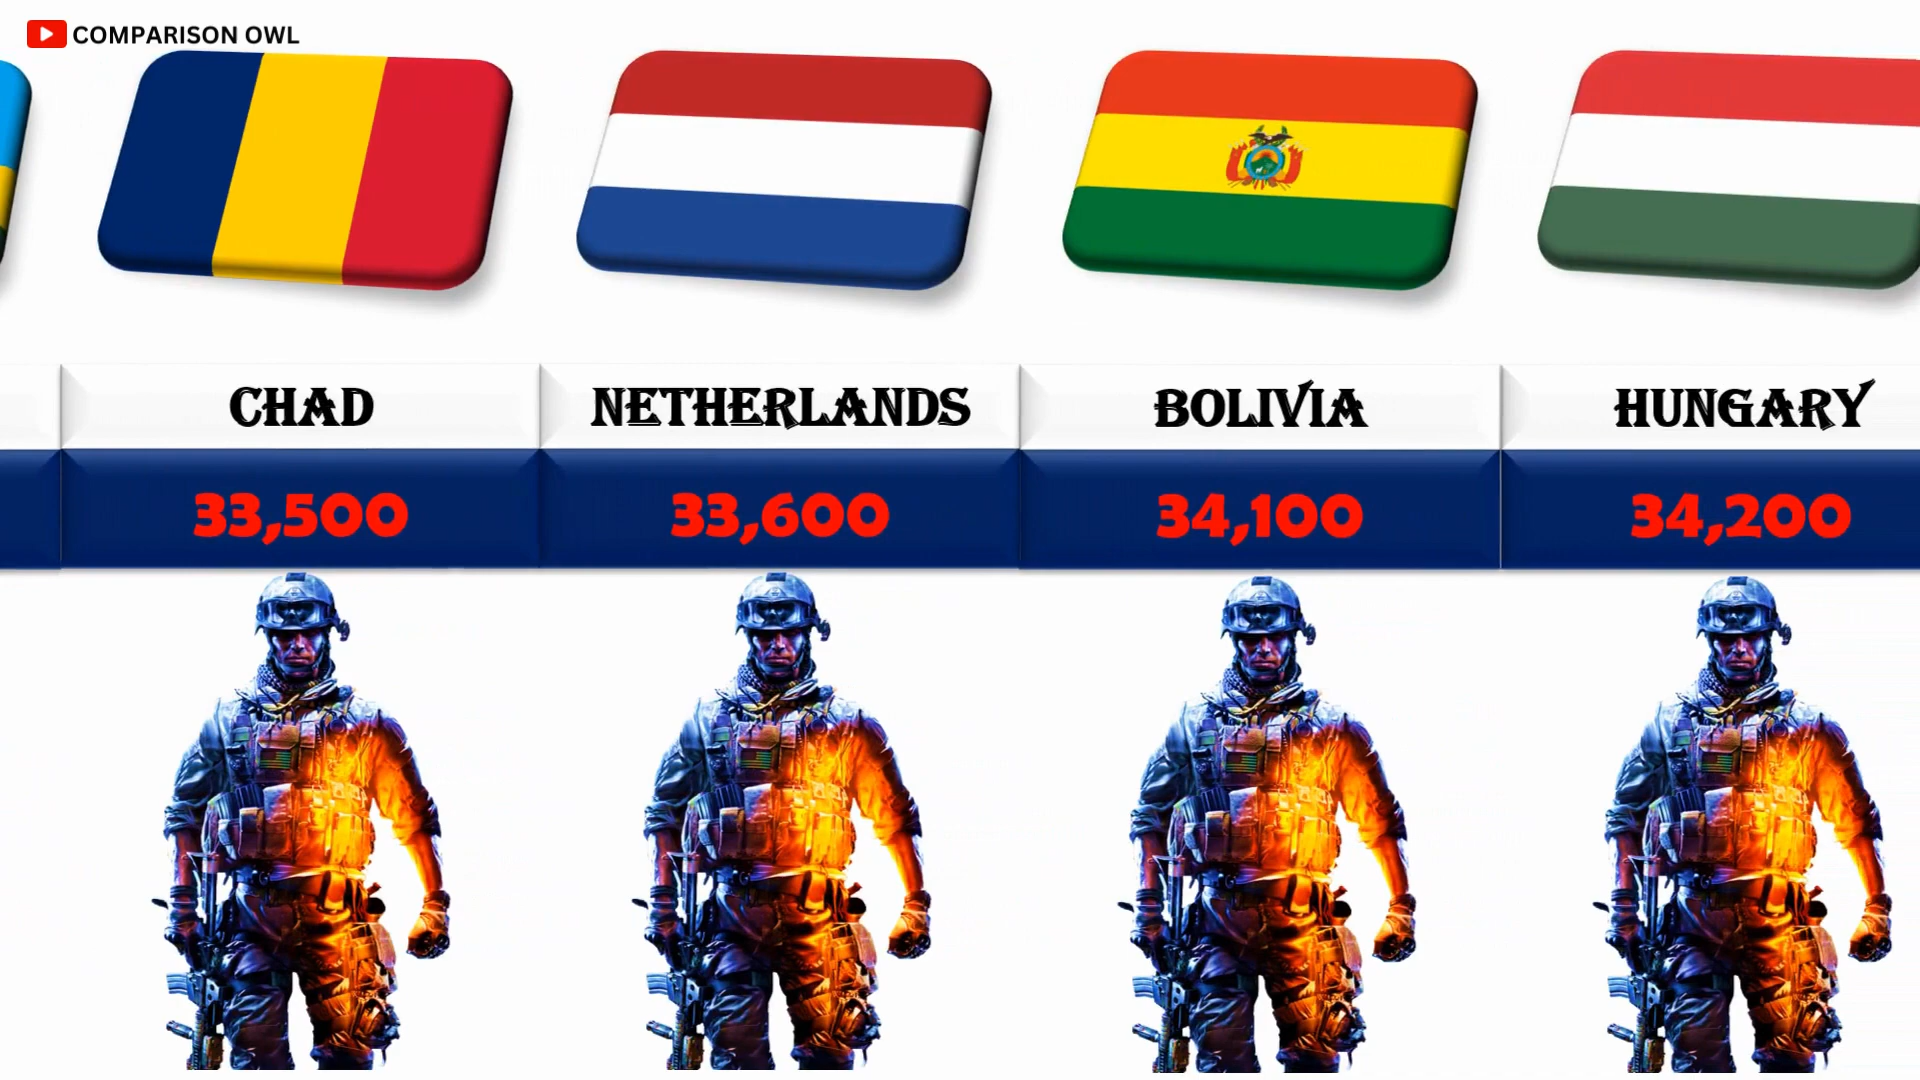 COMPARISON OWL
CHAD
NETHERLANDS
BOLIVIA
HUNGARY
33,500
33,600
34,100
34,200